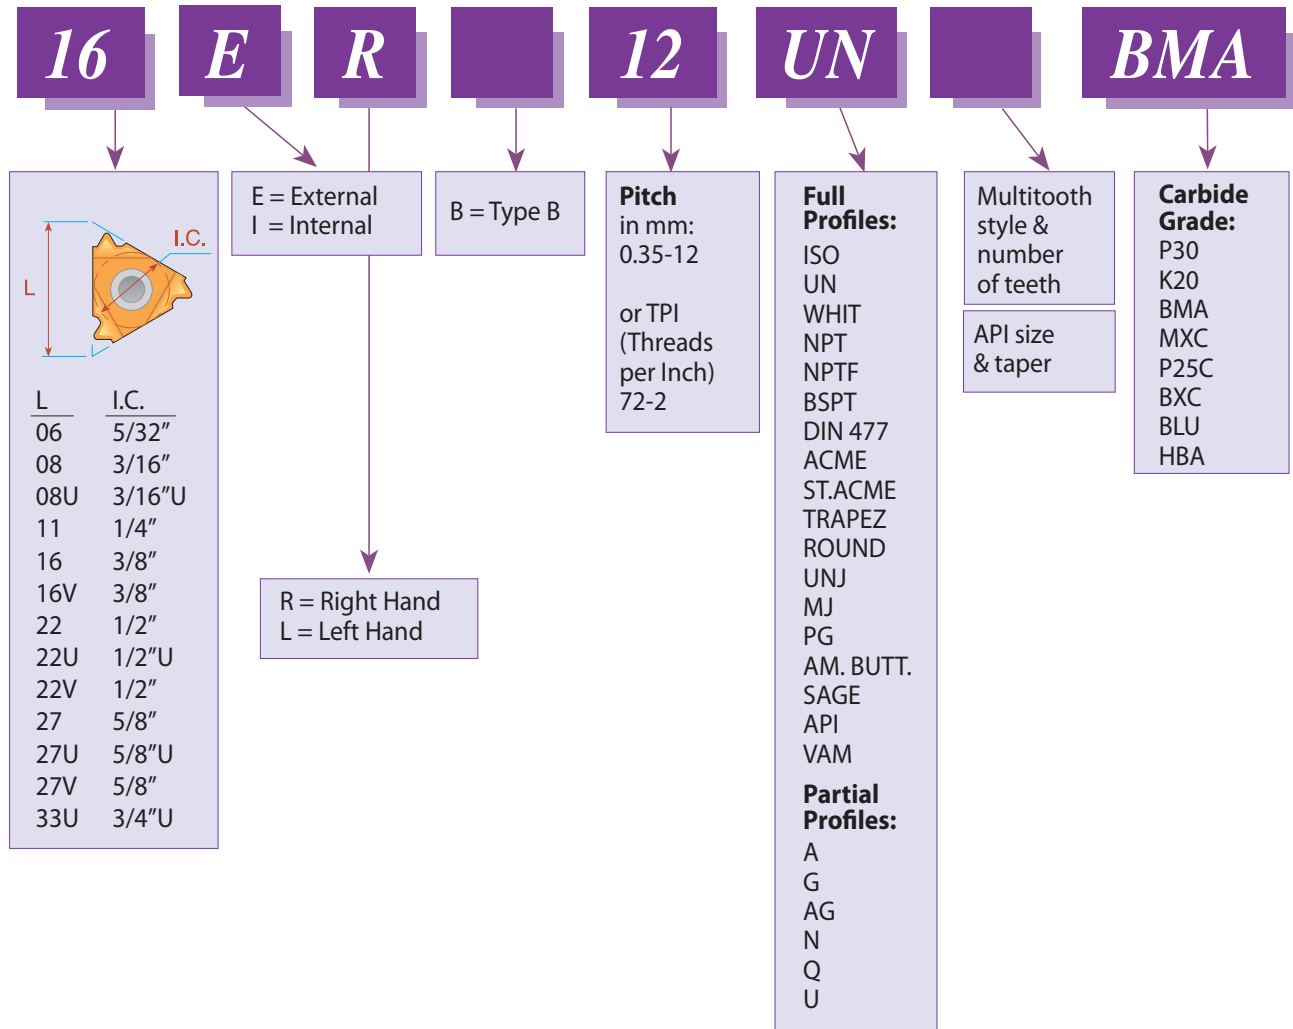 16 E R 12 UN BMA
I.C.
L
L I.C.
06 5/32”
08 3/16”
08U 3/16”U
11 1/4”
16 3/8”
16V 3/8”
22 1/2”
22U 1/2”U
22V 1/2”
27 5/8”
27U 5/8”U
27V 5/8”
33U 3/4”U
E = External
I = Internal
R = Right Hand
L = Left Hand
B = Type B
Pitch
in mm:
0.35-12
or TPI
(Threads
per Inch)
72-2
Full
Profiles:
ISO
UN
WHIT
NPT
NPTF
BSPT
DIN 477
ACME
ST.ACME
TRAPEZ
ROUND
UNJ
MJ
PG
AM. BUTT.
SAGE
API
VAM
Partial
Profiles:
A
G
AG
N
Q
U
Multitooth
style &
number
of teeth
API size
& taper
Carbide
Grade:
P30
K20
BMA
MXC
P25C
BXC
BLU
HBA